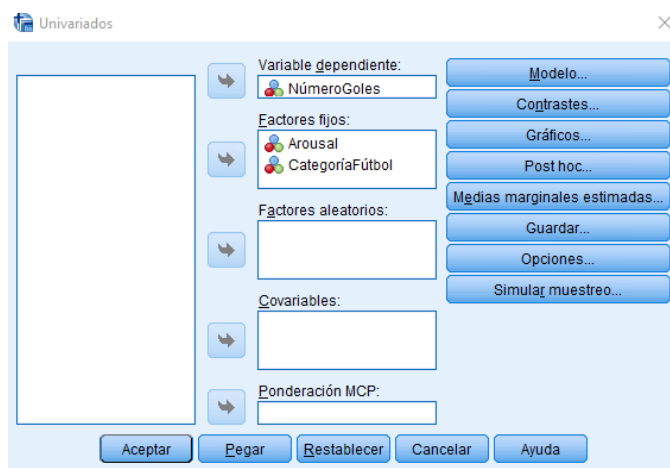 Univariados
Variable dependiente:
NúmeroGoles
Factores fijos:
Arousal
CategoríaFútbol
Factores aleatorios:
Covariables:
Ponderación MCP:
Modelo...
Contrastes...
Gráficos...
Post hoc...
Medias marginales estimadas...
Guardar...
Opciones...
Simular muestreo...
Aceptar
Pegar
Restablecer
Cancelar
Ayuda